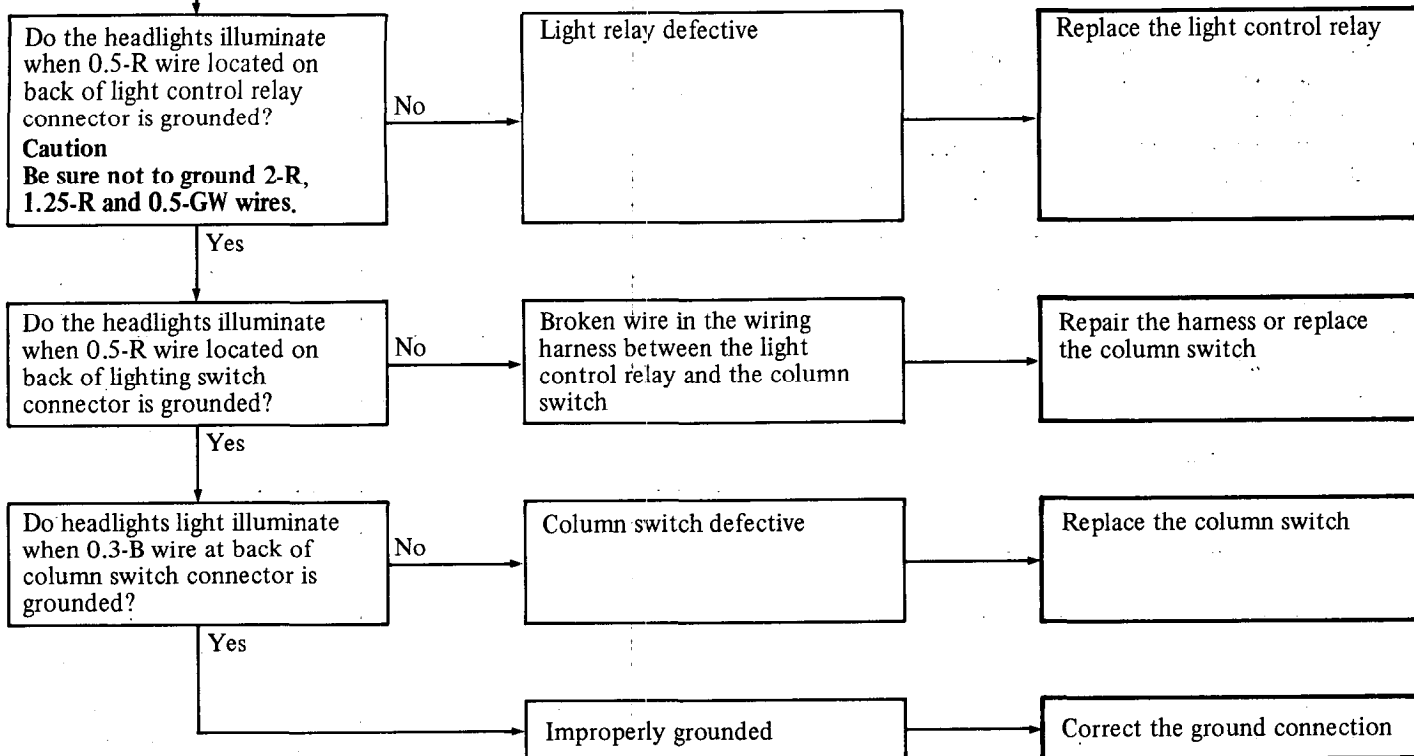 Do the headlights illuminate
when 0.5-R wire located on
back of light control relay
connector is grounded?
Caution
Be sure not to ground 2-R,
1.25-R and 0.5-GW wires.
No
Light relay defective
Replace the light control relay
Yes
Do the headlights illuminate
when 0.5-R wire located on
back of lighting switch
connector is grounded?
No
Broken wire in the wiring
harness between the light
control relay and the column
switch
Repair the harness or replace
the column switch
Yes
Do headlights light illuminate
when 0.3-B wire at back of
column switch connector is
grounded?
No
Column switch defective
Replace the column switch
Yes
Improperly grounded
Correct the ground connection